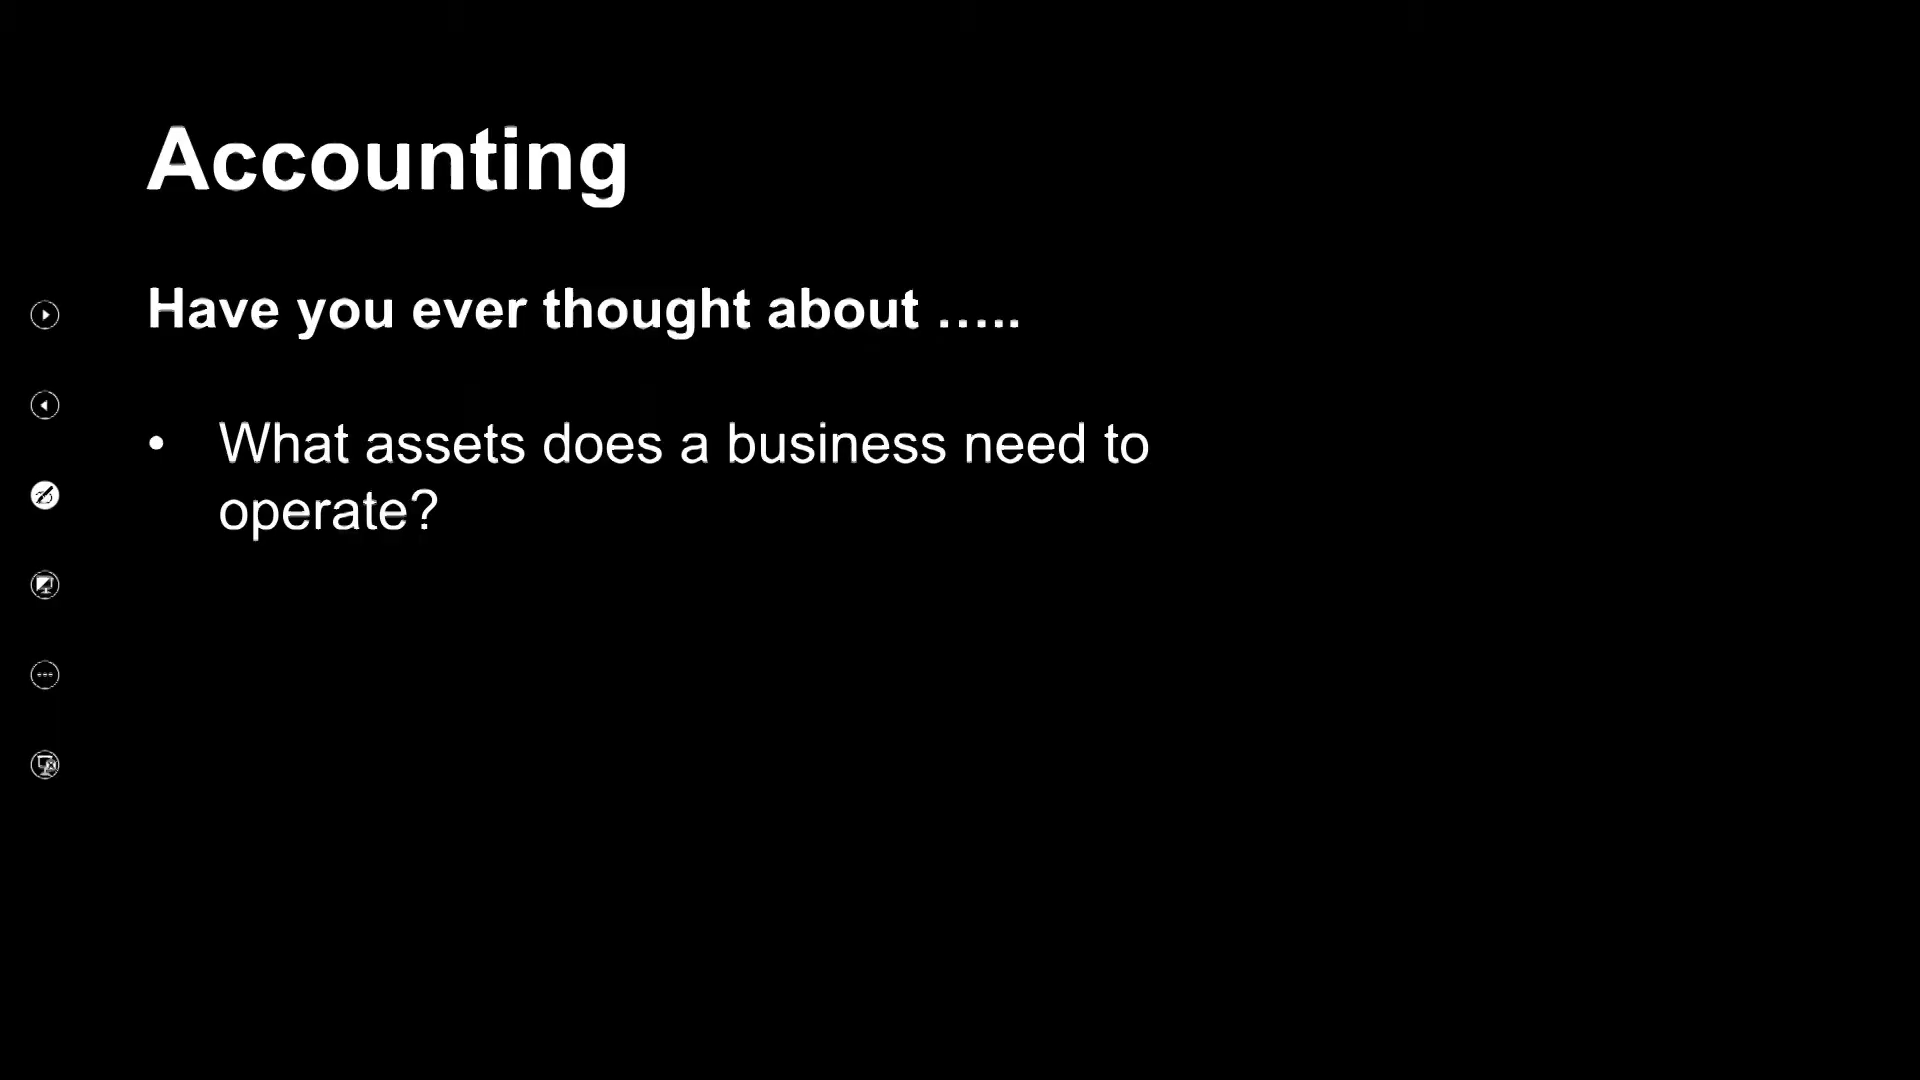 Accounting
Have you ever thought about …..
• What assets does a business need to
operate?